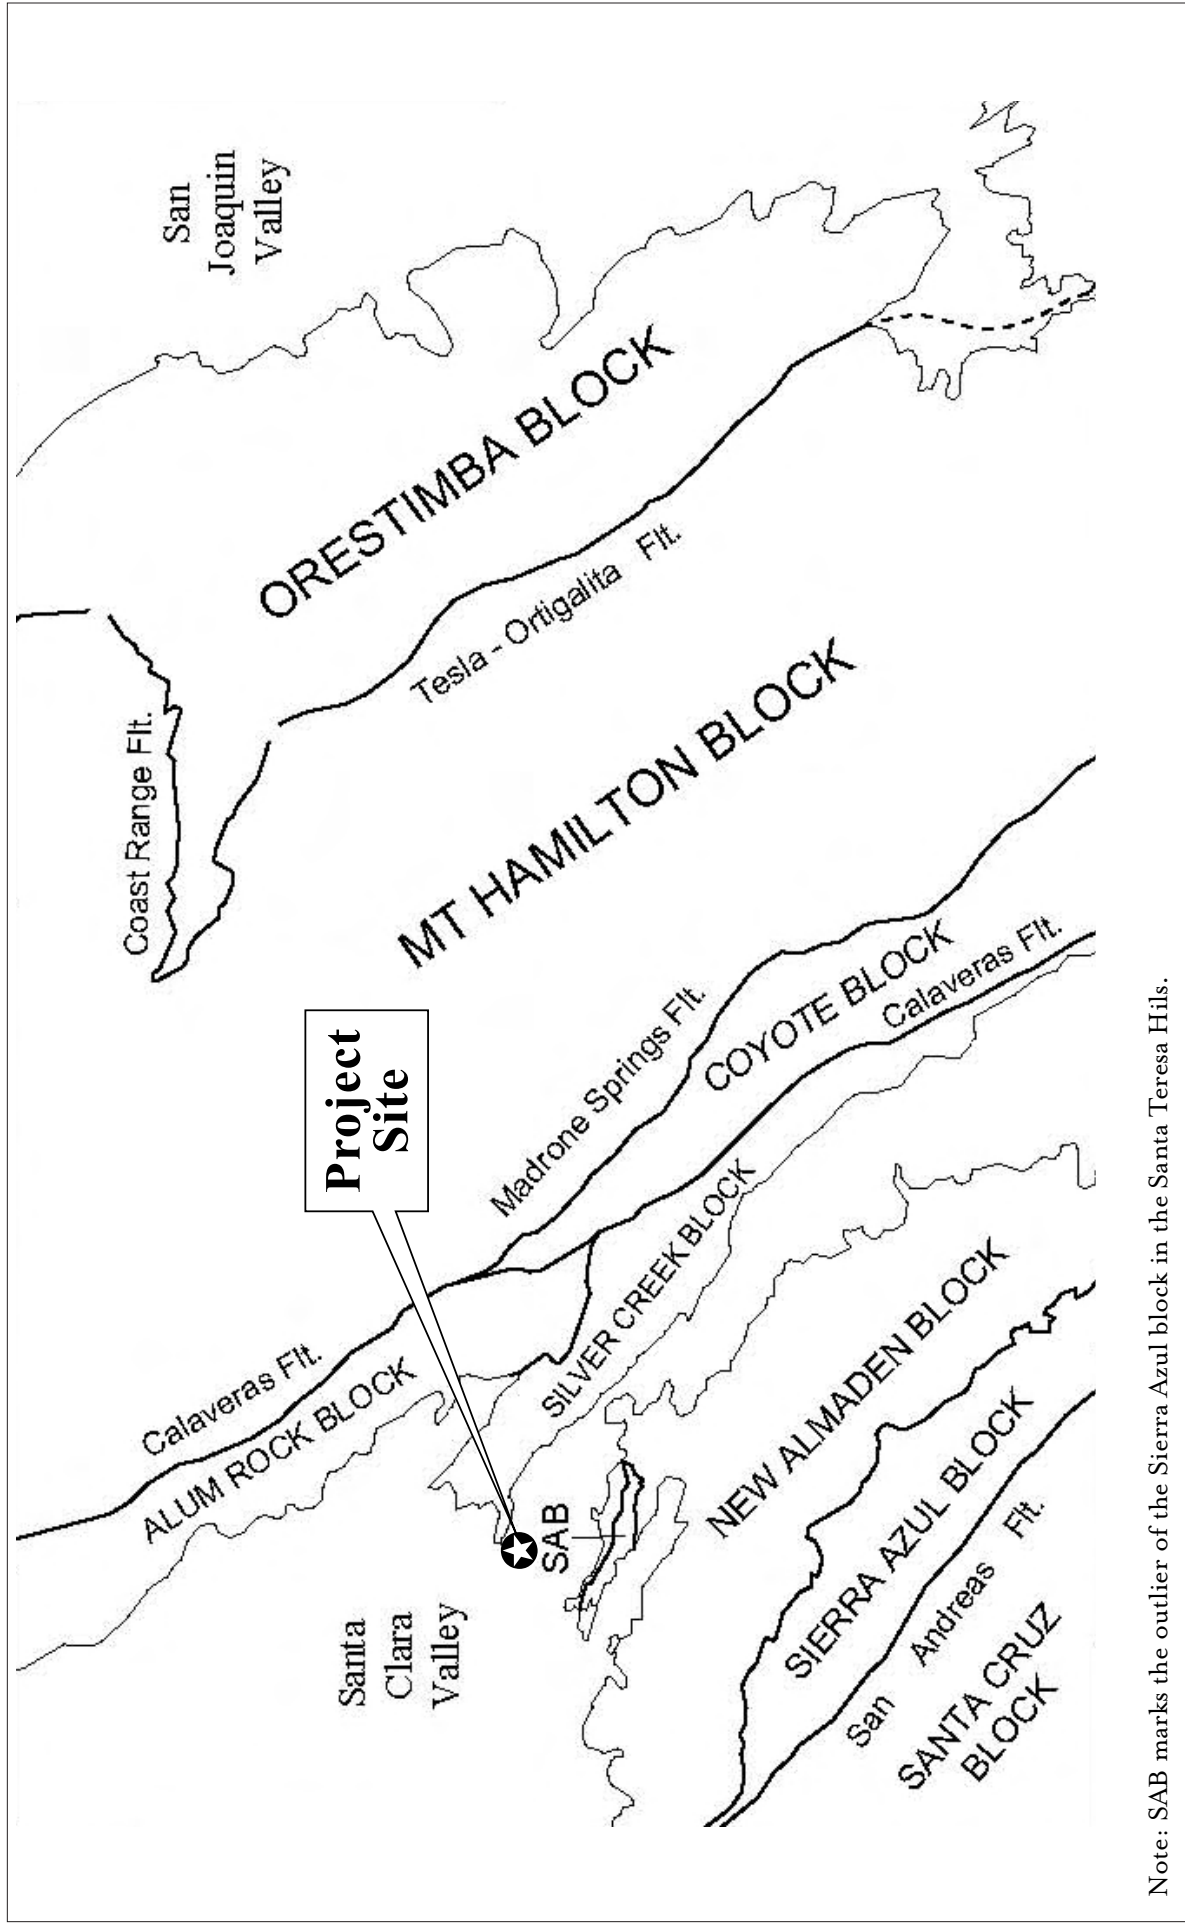 San
Joaquin
Valley
ORESTIMBA BLOCK
Coast Range Flt.
Tesla - Ortigalita Flt.
MT HAMILTON BLOCK
Project
Site
Madrone Springs Flt.
COYOTE BLOCK
Calaveras Flt.
Calaveras Flt.
ALUM ROCK BLOCK
SILVER CREEK BLOCK
SAB
NEW ALMADEN BLOCK
Santa
Clara
Valley
SIERRA AZUL BLOCK
San Andreas Flt.
SANTA CRUZ
BLOCK
Note: SAB marks the outlier of the Sierra Azul block in the Santa Teresa Hils.